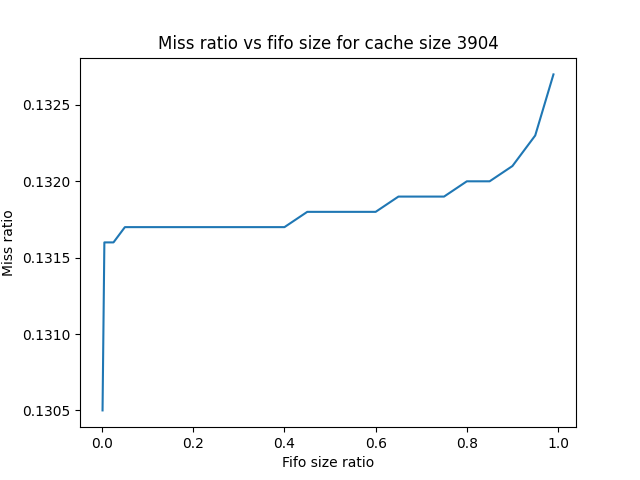 Miss ratio vs fifo size for cache size 3904
Miss ratio
0.1325
0.1320
0.1315
0.1310
0.1305
0.0 0.2 0.4 0.6 0.8 1.0
Fifo size ratio